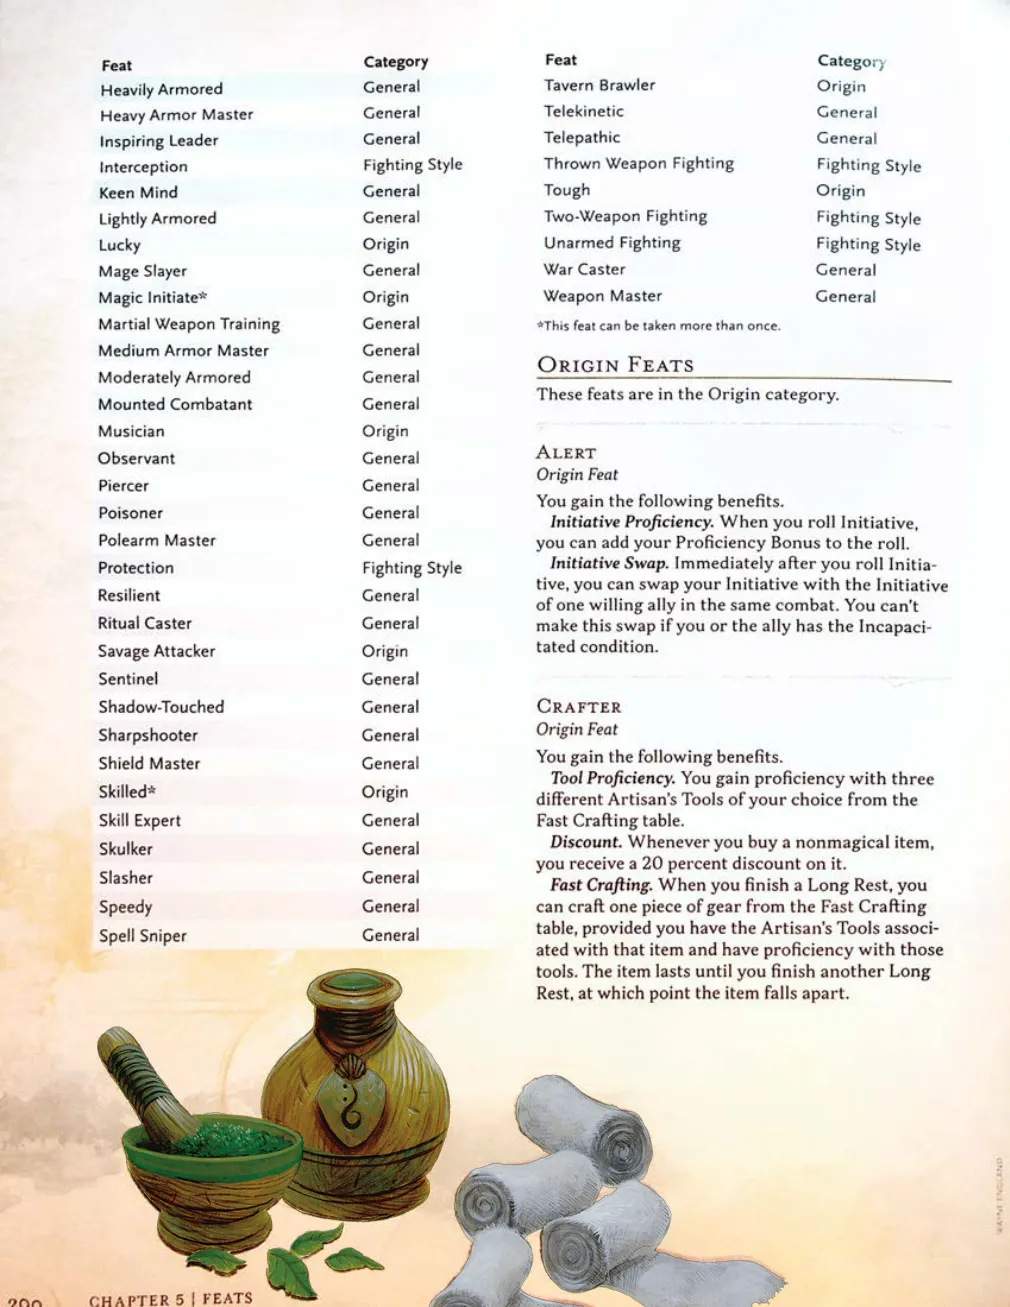 Feat Category
Heavily Armored General
Heavy Armor Master General
Inspiring Leader General
Interception Fighting Style
Keen Mind General
Lightly Armored General
Lucky Origin
Mage Slayer General
Magic Initiate* Origin
Martial Weapon Training General
Medium Armor Master General
Moderately Armored General
Mounted Combatant General
Musician Origin
Observant General
Piercer General
Poisoner General
Polearm Master General
Protection Fighting Style
Resilient General
Ritual Caster General
Savage Attacker Origin
Sentinel General
Shadow-Touched General
Sharpshooter General
Shield Master General
Skilled* Origin
Skill Expert General
Skulker General
Slasher General
Speedy General
Spell Sniper General
Feat Category
Tavern Brawler Origin
Telekinetic General
Telepathic General
Thrown Weapon Fighting Fighting Style
Tough Origin
Two-Weapon Fighting Fighting Style
Unarmed Fighting Fighting Style
War Caster General
Weapon Master General
*This feat can be taken more than once.
ORIGIN FEATS
These feats are in the Origin category.
ALERT
Origin Feat
You gain the following benefits.
Initiative Proficiency. When you roll Initiative,
you can add your Proficiency Bonus to the roll.
Initiative Swap. Immediately after you roll Initia-
tive, you can swap your Initiative with the Initiative
of one willing ally in the same combat. You can't
make this swap if you or the ally has the Incapaci-
tated condition.
CRAFTER
Origin Feat
You gain the following benefits.
Tool Proficiency. You gain proficiency with three
different Artisan's Tools of your choice from the
Fast Crafting table.
Discount. Whenever you buy a nonmagical item,
you receive a 20 percent discount on it.
Fast Crafting. When you finish a Long Rest, you
can craft one piece of gear from the Fast Crafting
table, provided you have the Artisan's Tools associ-
ated with that item and have proficiency with those
tools. The item lasts until you finish another Long
Rest, at which point the item falls apart.
WAYNE ENGLAND
CHAPTER 5 | FEATS